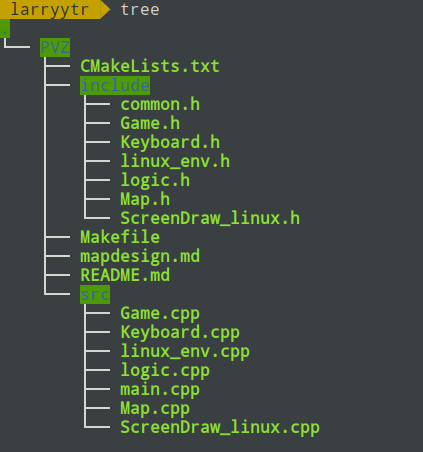 larryytr tree
.
└── PVZ
├── CMakeLists.txt
├── include
│ ├── common.h
│ ├── Game.h
│ ├── Keyboard.h
│ ├── linux_env.h
│ ├── logic.h
│ ├── Map.h
│ └── ScreenDraw_linux.h
├── Makefile
├── mapdesign.md
├── README.md
└── src
├── Game.cpp
├── Keyboard.cpp
├── linux_env.cpp
├── logic.cpp
├── main.cpp
├── Map.cpp
└── ScreenDraw_linux.cpp